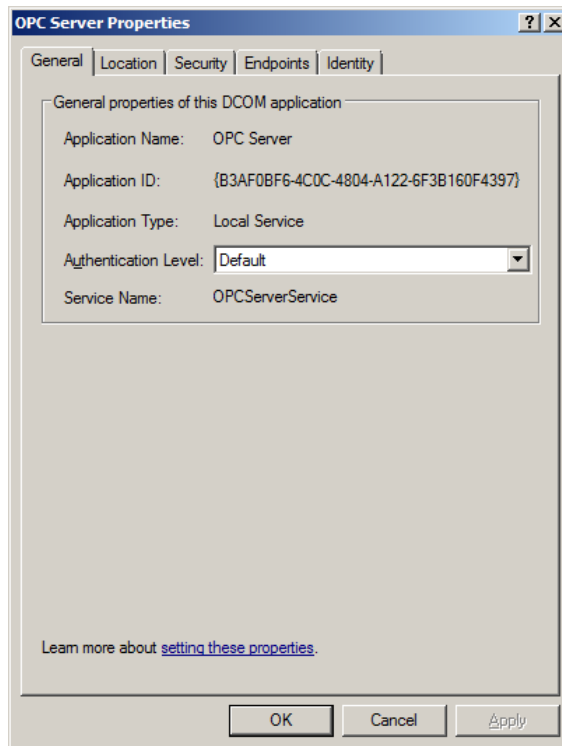 OPC Server Properties
General Location Security Endpoints Identity
General properties of this DCOM application
Application Name: OPC Server
Application ID: {B3AF0BF6-4C0C-4804-A122-6F3B160F4397}
Application Type: Local Service
Authentication Level: Default
Service Name: OPCServerService
Learn more about setting these properties.
OK Cancel Apply